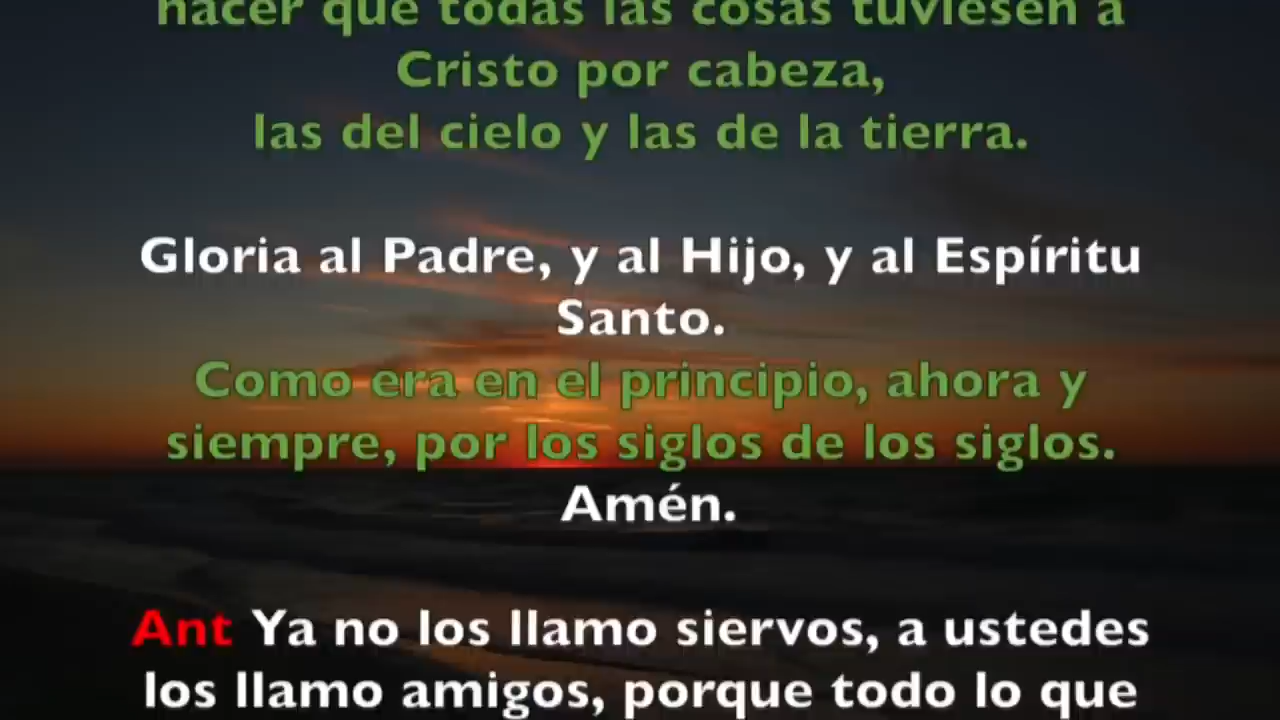 hacer que todas las cosas tuviesen a
Cristo por cabeza,
las del cielo y las de la tierra.
Gloria al Padre, y al Hijo, y al Espíritu
Santo.
Como era en el principio, ahora y
siempre, por los siglos de los siglos.
Amén.
Ant Ya no los llamo siervos, a ustedes
los llamo amigos, porque todo lo que